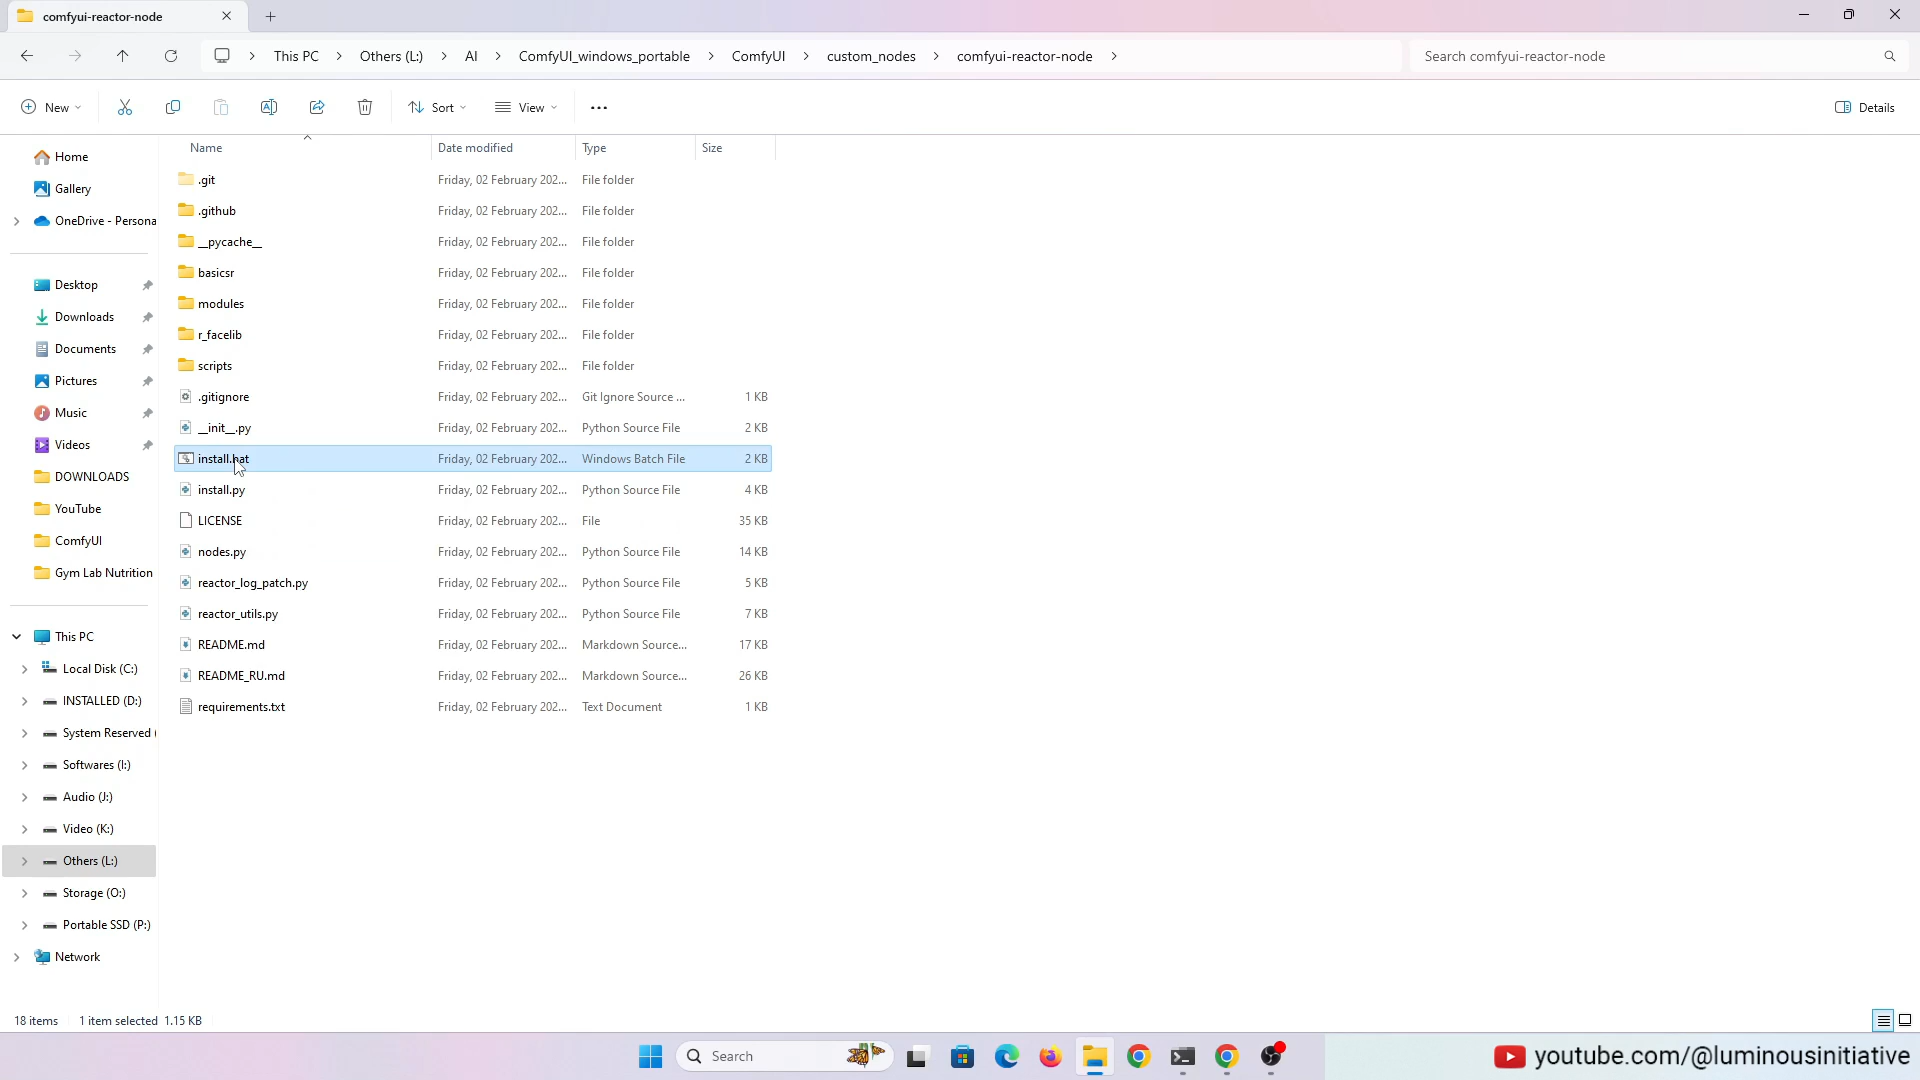 comfyui-reactor-node
This PC
Others (L:)
AI
ComfyUI_windows_portable
ComfyUI
custom_nodes
comfyui-reactor-node
Search comfyui-reactor-node
New
Sort
View
Details
Name
Date modified
Type
Size
Home
Gallery
OneDrive - Persona
Desktop
Downloads
Documents
Pictures
Music
Videos
DOWNLOADS
YouTube
ComfyUI
Gym Lab Nutrition
This PC
Local Disk (C:)
INSTALLED (D:)
System Reserved (
Softwares (I:)
Audio (J:)
Video (K:)
Others (L:)
Storage (O:)
Portable SSD (P:)
Network
.git Friday, 02 February 202... File folder
.github Friday, 02 February 202... File folder
__pycache__ Friday, 02 February 202... File folder
basicsr Friday, 02 February 202... File folder
modules Friday, 02 February 202... File folder
r_facelib Friday, 02 February 202... File folder
scripts Friday, 02 February 202... File folder
.gitignore Friday, 02 February 202... Git Ignore Source ... 1 KB
__init__.py Friday, 02 February 202... Python Source File 2 KB
install.bat Friday, 02 February 202... Windows Batch File 2 KB
install.py Friday, 02 February 202... Python Source File 4 KB
LICENSE Friday, 02 February 202... File 35 KB
nodes.py Friday, 02 February 202... Python Source File 14 KB
reactor_log_patch.py Friday, 02 February 202... Python Source File 5 KB
reactor_utils.py Friday, 02 February 202... Python Source File 7 KB
README.md Friday, 02 February 202... Markdown Source... 17 KB
README_RU.md Friday, 02 February 202... Markdown Source... 26 KB
requirements.txt Friday, 02 February 202... Text Document 1 KB
18 items 1 item selected 1.15 KB
Search
youtube.com/@luminousinitiative